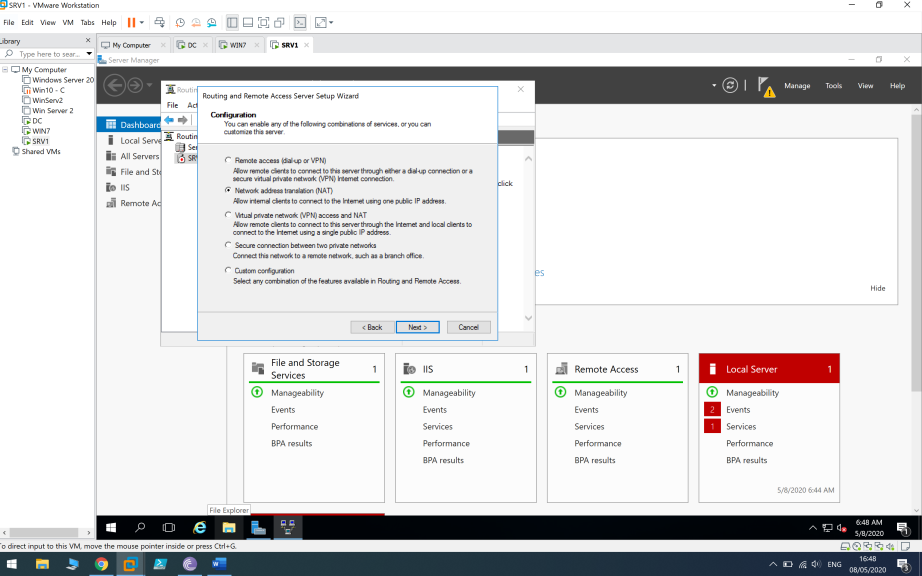 SRV1 - VMware Workstation
File Edit View VM Tabs Help
Library
Type here to sear...
My Computer
Windows Server 20
Win10 - C
WinServ2
Win Server 2
DC
WIN7
SRV1
Shared VMs
My Computer
DC
WIN7
SRV1
Server Manager
Manage Tools View Help
Dashboard
Local Serve
All Servers
File and Sto
IIS
Remote Ac
Routin
File Act
Routin
Ser
SRV
click
Routing and Remote Access Server Setup Wizard
Configuration
You can enable any of the following combinations of services, or you can
customize this server.
Remote access (dial-up or VPN)
Allow remote clients to connect to this server through either a dial-up connection or a
secure virtual private network (VPN) Internet connection.
Network address translation (NAT)
Allow internal clients to connect to the Internet using one public IP address.
Virtual private network (VPN) access and NAT
Allow remote clients to connect to this server through the Internet and local clients to
connect to the Internet using a single public IP address.
Secure connection between two private networks
Connect this network to a remote network, such as a branch office.
Custom configuration
Select any combination of the features available in Routing and Remote Access.
< Back Next > Cancel
es
Hide
File and Storage
Services
1
Manageability
Events
Performance
BPA results
IIS 1
Manageability
Events
Services
Performance
BPA results
Remote Access 1
Manageability
Events
Services
Performance
BPA results
Local Server 1
Manageability
2 Events
1 Services
Performance
BPA results
5/8/2020 6:44 AM
File Explorer
6:48 AM
5/8/2020
1
To direct input to this VM, move the mouse pointer inside or press Ctrl+G.
ENG
16:48
08/05/2020
3